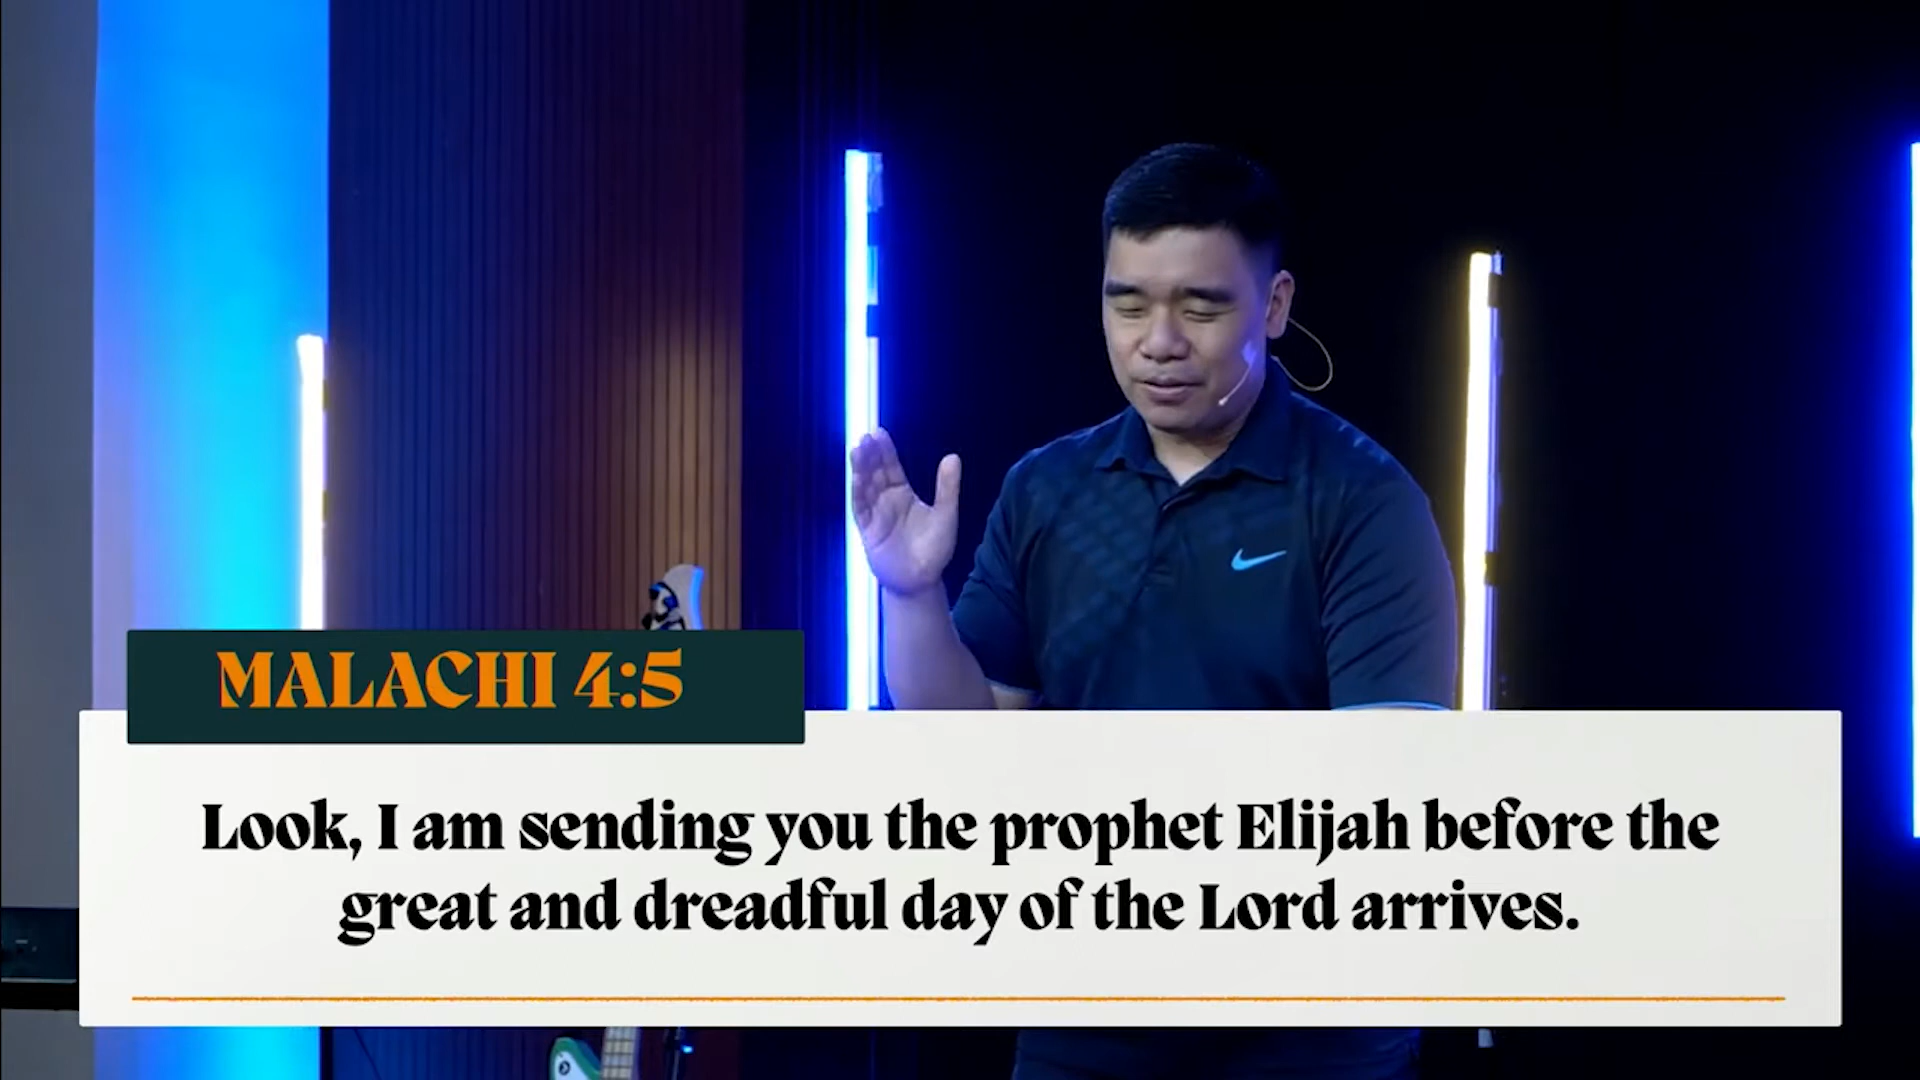 MALACHI 4:5
Look, I am sending you the prophet Elijah before the
great and dreadful day of the Lord arrives.